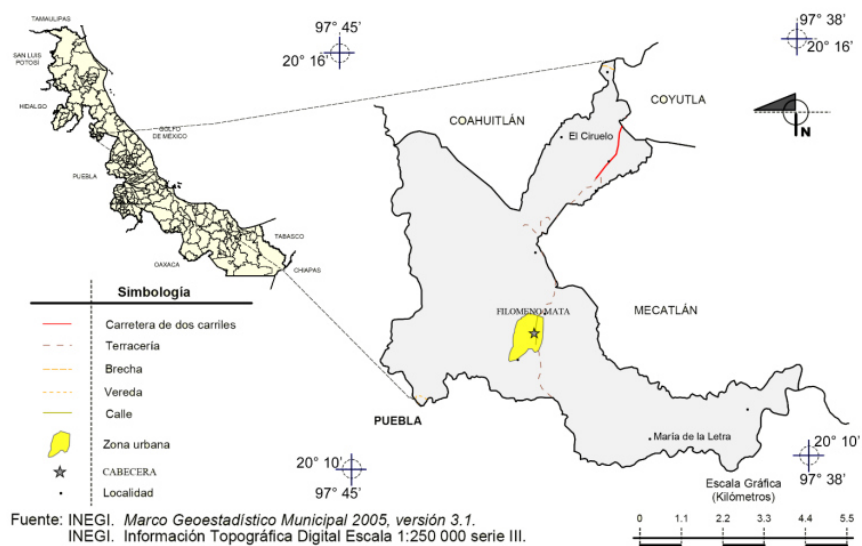 TAMAULIPAS
SAN LUIS
POTOSÍ
HIDALGO
GOLFO
DE MÉXICO
PUEBLA
TABASCO
OAXACA
CHIAPAS
97° 45'
20° 16'
97° 38'
20° 16'
N
COAHUITLÁN
COYUTLA
El Ciruelo
FILOMENO MATA
MECATLÁN
PUEBLA
María de la Letra
20° 10'
97° 45'
20° 10'
97° 38'
Simbología
Carretera de dos carriles
Terracería
Brecha
Vereda
Calle
Zona urbana
CABECERA
Localidad
Escala Gráfica
(Kilómetros)
0 1.1 2.2 3.3 4.4 5.5
Fuente: INEGI. Marco Geoestadístico Municipal 2005, versión 3.1.
INEGI. Información Topográfica Digital Escala 1:250 000 serie III.